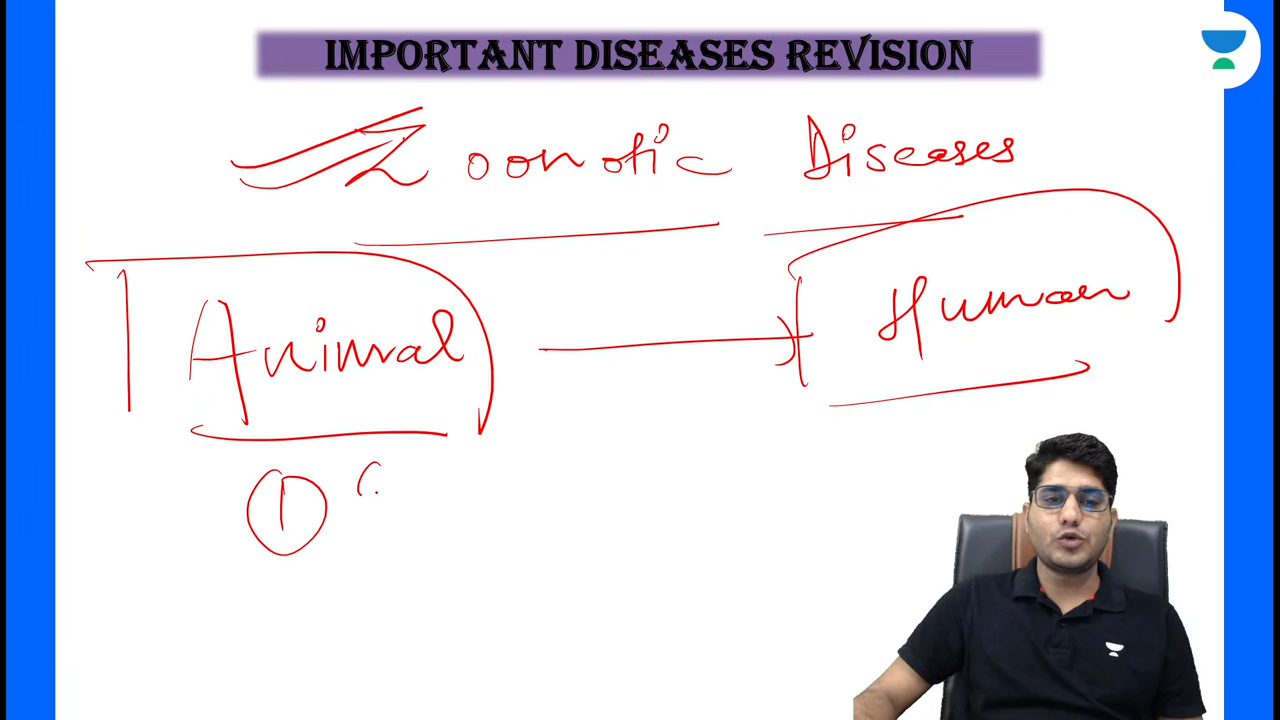 IMPORTANT DISEASES REVISION
Zoonotic Diseases
Animal → Human
①